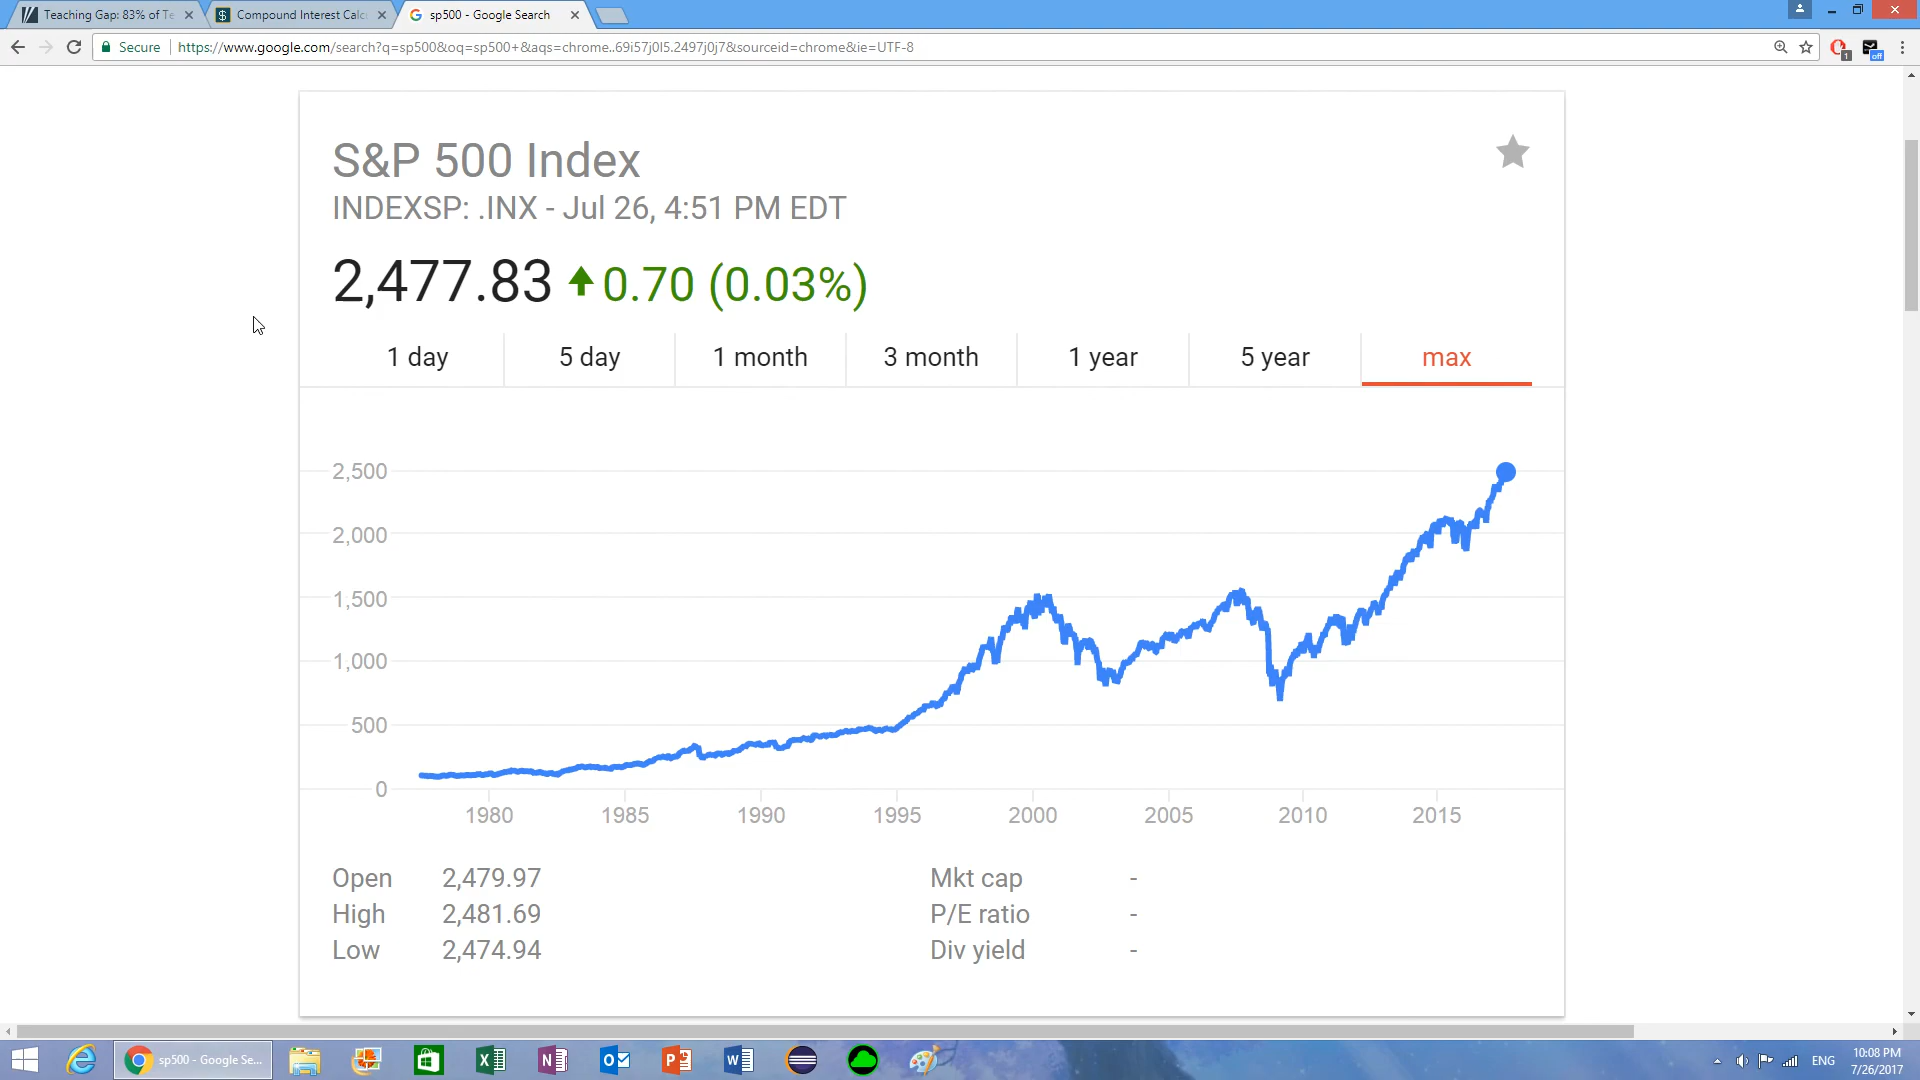 Teaching Gap: 83% of Te
Compound Interest Calc
sp500 - Google Search
Secure
https://www.google.com/search?q=sp500&oq=sp500+&aqs=chrome..69i57j0l5.2497j0j7&sourceid=chrome&ie=UTF-8
1
off
S&P 500 Index
INDEXSP: .INX - Jul 26, 4:51 PM EDT
2,477.83 0.70 (0.03%)
1 day 5 day 1 month 3 month 1 year 5 year max
2,500
2,000
1,500
1,000
500
0
1980 1985 1990 1995 2000 2005 2010 2015
Open 2,479.97 Mkt cap -
High 2,481.69 P/E ratio -
Low 2,474.94 Div yield -
sp500 - Google Se...
ENG
10:08 PM
7/26/2017